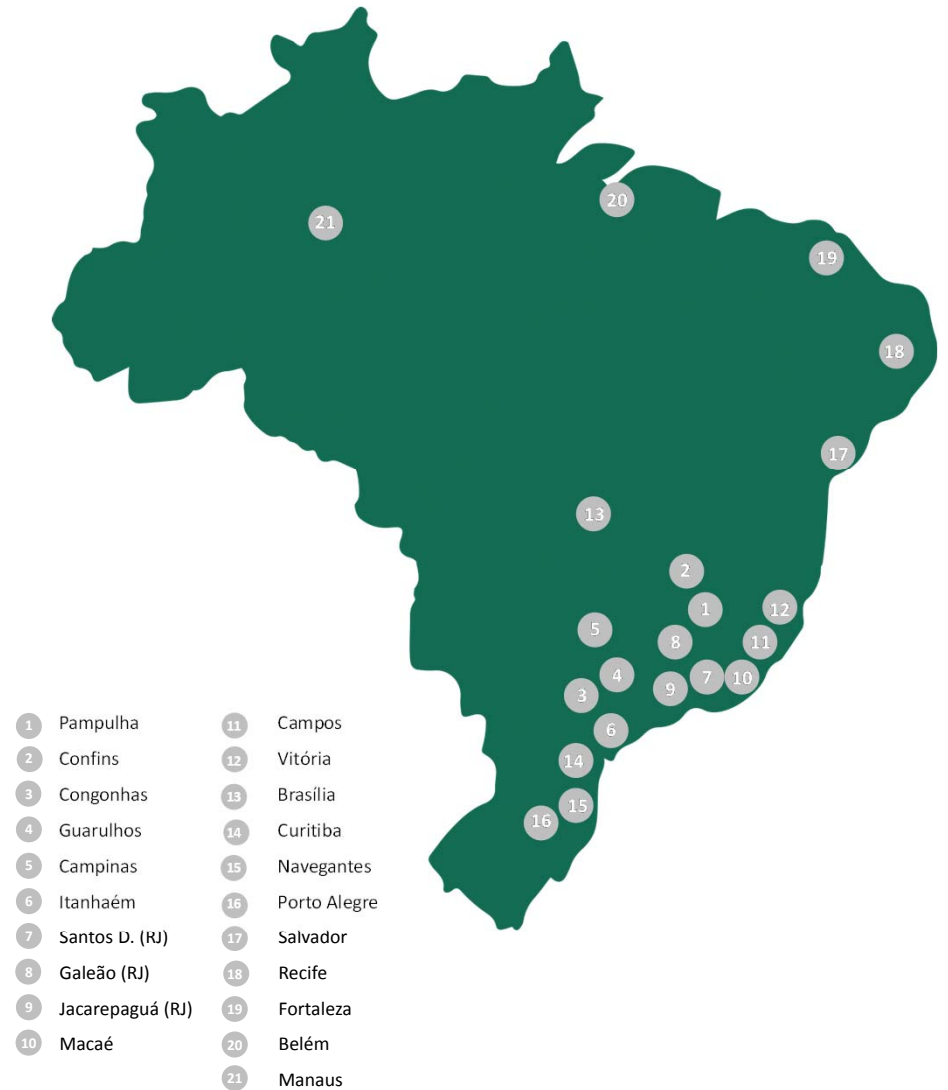 21
20
19
18
17
13
2
1
12
5
8
11
4
7
10
9
3
6
14
15
16
1 Pampulha
2 Confins
3 Congonhas
4 Guarulhos
5 Campinas
6 Itanhaém
7 Santos D. (RJ)
8 Galeão (RJ)
9 Jacarepaguá (RJ)
10 Macaé
11 Campos
12 Vitória
13 Brasília
14 Curitiba
15 Navegantes
16 Porto Alegre
17 Salvador
18 Recife
19 Fortaleza
20 Belém
21 Manaus